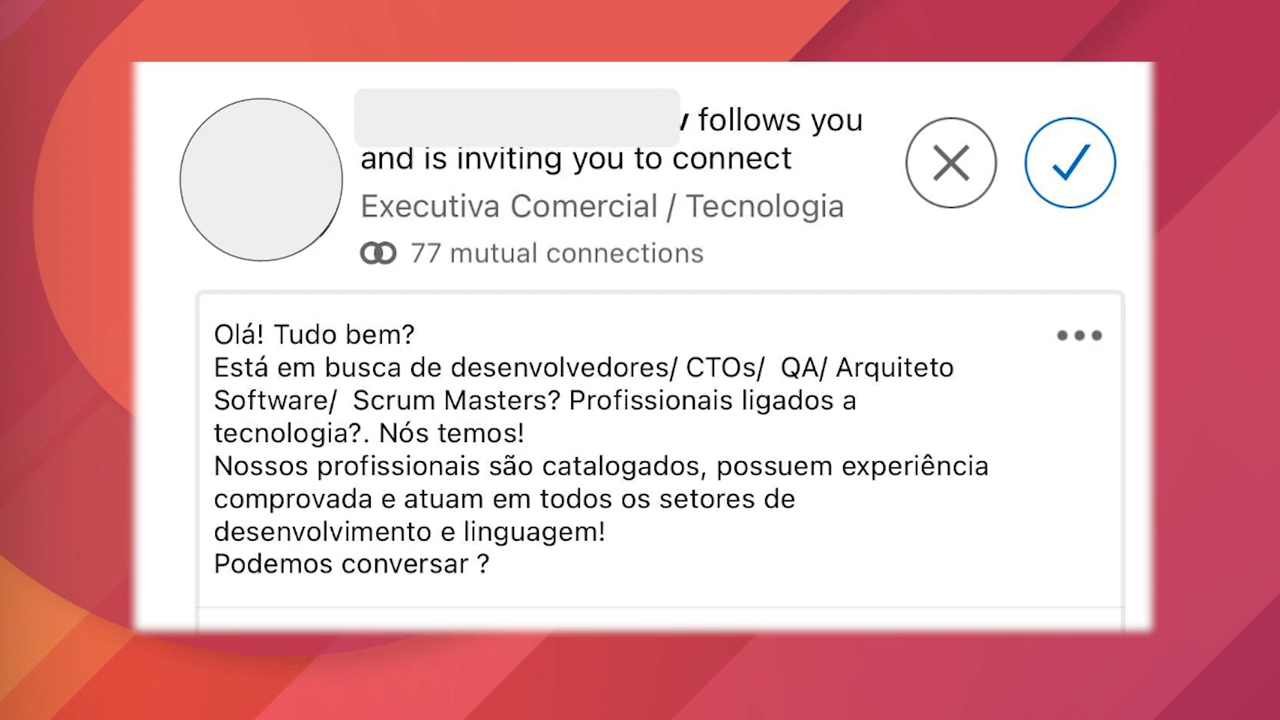 follows you
and is inviting you to connect
Executiva Comercial / Tecnologia
77 mutual connections
Olá! Tudo bem?
Está em busca de desenvolvedores/ CTOs/  QA/ Arquiteto
Software/  Scrum Masters? Profissionais ligados a
tecnologia?. Nós temos!
Nossos profissionais são catalogados, possuem experiência
comprovada e atuam em todos os setores de
desenvolvimento e linguagem!
Podemos conversar ?